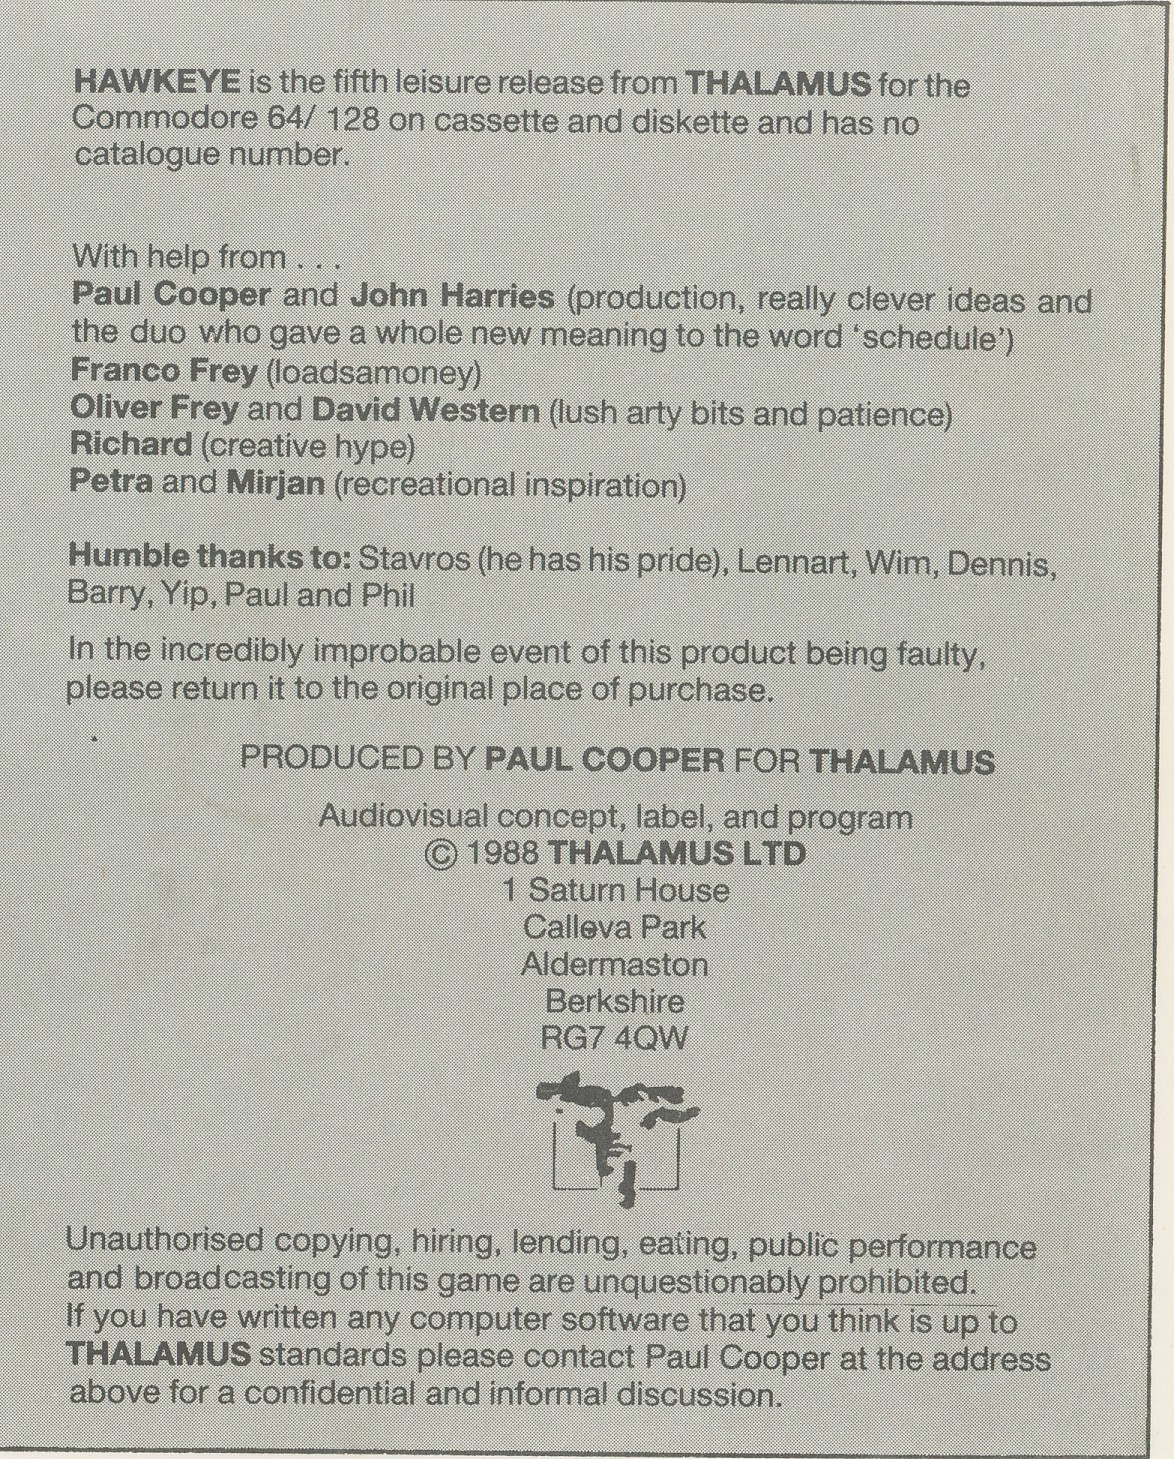 HAWKEYE is the fifth leisure release from THALAMUS for the
Commodore 64/ 128 on cassette and diskette and has no
catalogue number.
With help from . . .
Paul Cooper and John Harries (production, really clever ideas and
the duo who gave a whole new meaning to the word ‘schedule’)
Franco Frey (loadsamoney)
Oliver Frey and David Western (lush arty bits and patience)
Richard (creative hype)
Petra and Mirjan (recreational inspiration)
Humble thanks to: Stavros (he has his pride), Lennart, Wim, Dennis,
Barry, Yip, Paul and Phil
In the incredibly improbable event of this product being faulty,
please return it to the original place of purchase.
PRODUCED BY PAUL COOPER FOR THALAMUS
Audiovisual concept, label, and program
© 1988 THALAMUS LTD
1 Saturn House
Calleva Park
Aldermaston
Berkshire
RG7 4QW
Unauthorised copying, hiring, lending, eating, public performance
and broadcasting of this game are unquestionably prohibited.
If you have written any computer software that you think is up to
THALAMUS standards please contact Paul Cooper at the address
above for a confidential and informal discussion.